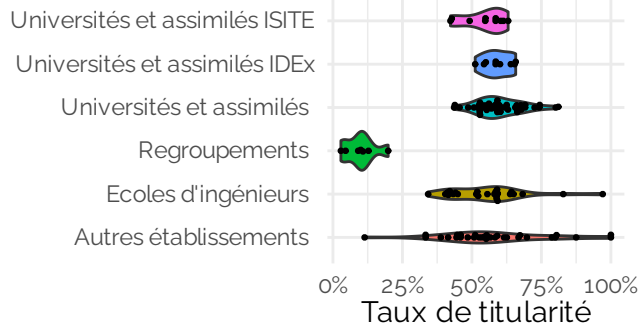 Universités et assimilés ISITE
Universités et assimilés IDEx
Universités et assimilés
Regroupements
Ecoles d'ingénieurs
Autres établissements
0% 25% 50% 75% 100%
Taux de titularité